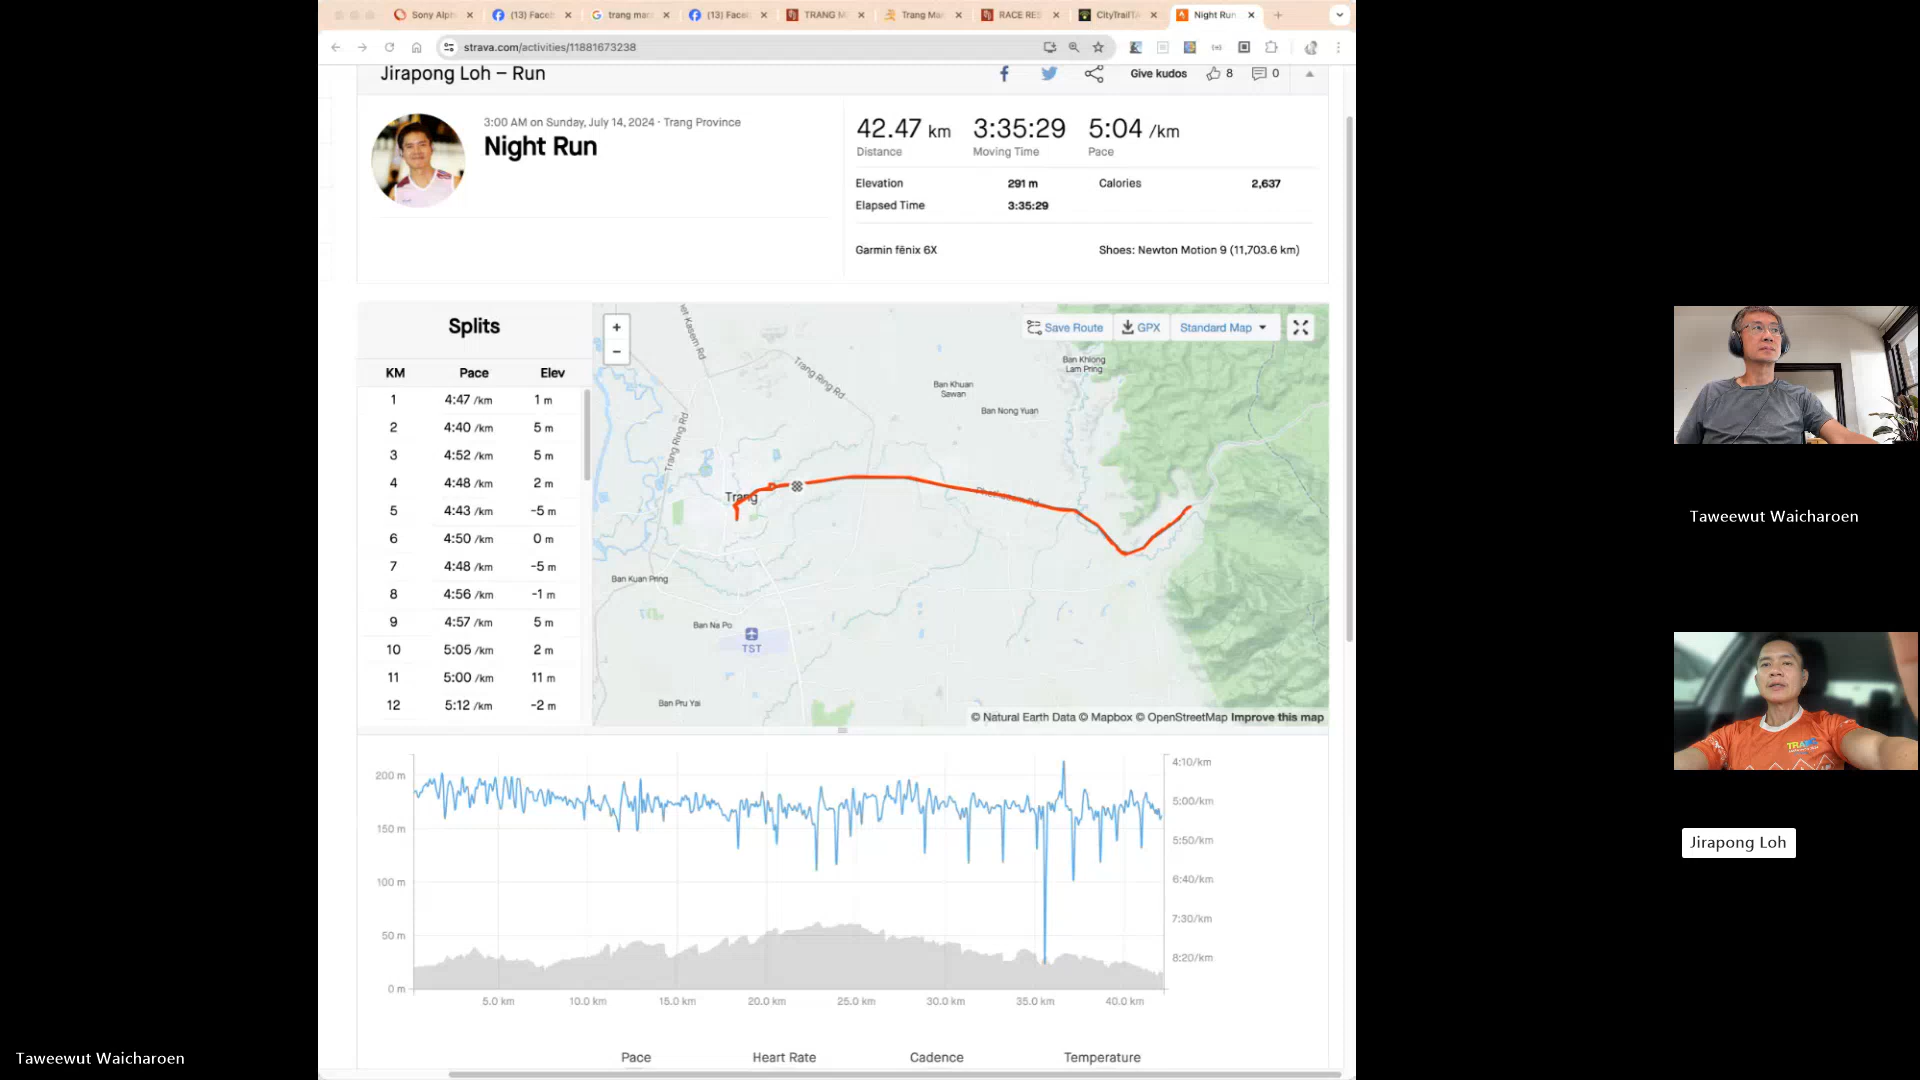 Sony Alph
(13) Faceb
trang mara
(13) Faceb
TRANG M
Trang Mar
RACE RES
CityTrailTA
Night Run
strava.com/activities/11881673238
Jirapong Loh – Run
Give kudos 8 0
3:00 AM on Sunday, July 14, 2024 · Trang Province
Night Run
42.47 km 3:35:29 5:04 /km
Distance Moving Time Pace
Elevation 291 m Calories 2,637
Elapsed Time 3:35:29
Garmin fēnix 6X Shoes: Newton Motion 9 (11,703.6 km)
Splits
KM Pace Elev
1 4:47 /km 1 m
2 4:40 /km 5 m
3 4:52 /km 5 m
4 4:48 /km 2 m
5 4:43 /km -5 m
6 4:50 /km 0 m
7 4:48 /km -5 m
8 4:56 /km -1 m
9 4:57 /km 5 m
10 5:05 /km 2 m
11 5:00 /km 11 m
12 5:12 /km -2 m
+
−
Save Route GPX Standard Map
Kasem Rd
Trang Ring Rd
Trang Ring Rd
Ban Khlong
Lam Pring
Ban Khuan
Sawan
Ban Nong Yuan
Trang
Ban Kuan Pring
Ban Na Po
TST
Ban Pru Yai
© Natural Earth Data © Mapbox © OpenStreetMap Improve this map
200 m
150 m
100 m
50 m
0 m
4:10/km
5:00/km
5:50/km
6:40/km
7:30/km
8:20/km
5.0 km 10.0 km 15.0 km 20.0 km 25.0 km 30.0 km 35.0 km 40.0 km
Pace Heart Rate Cadence Temperature
Taweewut Waicharoen
TRANG
Jirapong Loh
Taweewut Waicharoen